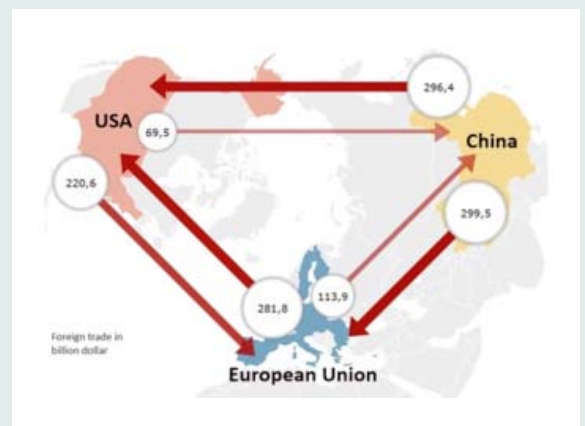 296,4
USA
69,5
China
220,6
299,5
281,8
113,9
Foreign trade in
billion dollar
European Union